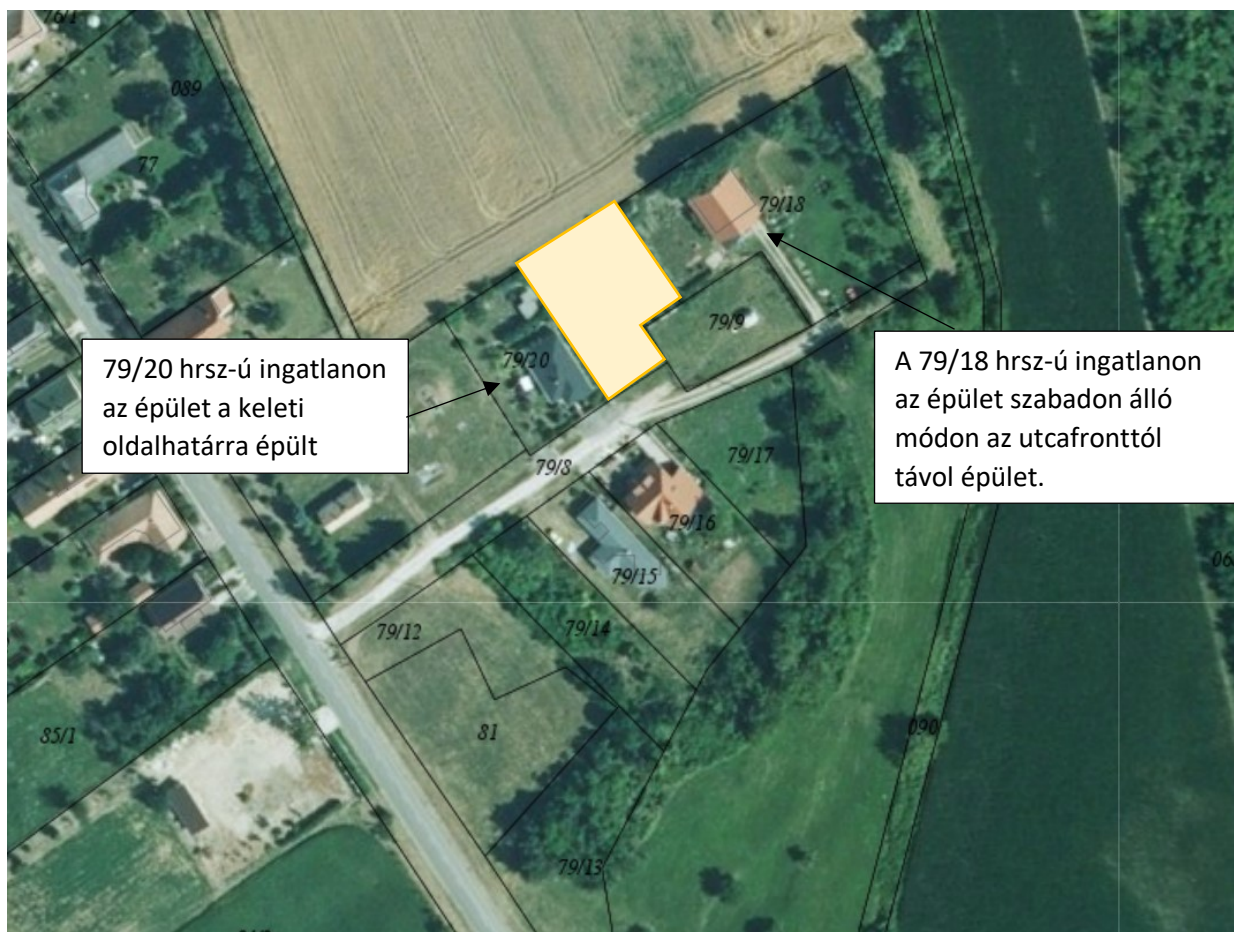 76/1
089
77
79/18
79/9
79/20
79/20 hrsz-ú ingatlanon
az épület a keleti
oldalhatárra épült
A 79/18 hrsz-ú ingatlanon
az épület szabadon álló
módon az utcafronttól
távol épület.
79/17
79/8
79/16
79/15
79/14
79/12
81
85/1
090
79/13